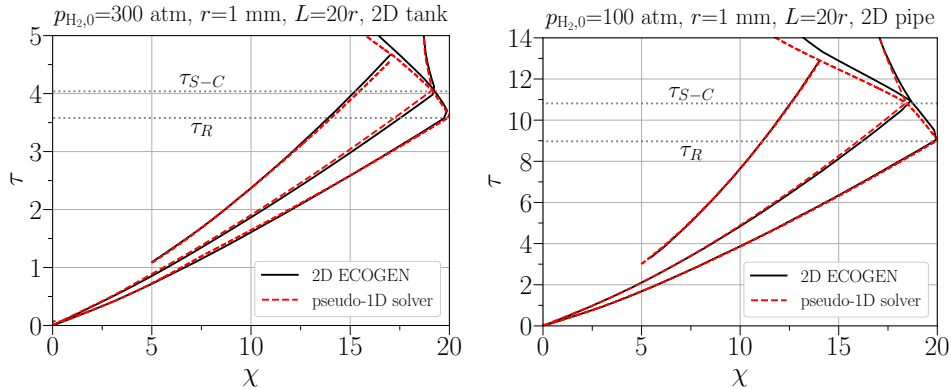 p_{H_2,0}=300 atm, r=1 mm, L=20r, 2D tank
5
4
3
2
1
0
τ
τ_{S−C}
τ_R
2D ECOGEN
pseudo-1D solver
0
5
10
15
20
χ
p_{H_2,0}=100 atm, r=1 mm, L=20r, 2D pipe
14
12
10
8
6
4
2
0
τ
τ_{S−C}
τ_R
2D ECOGEN
pseudo-1D solver
0
5
10
15
20
χ